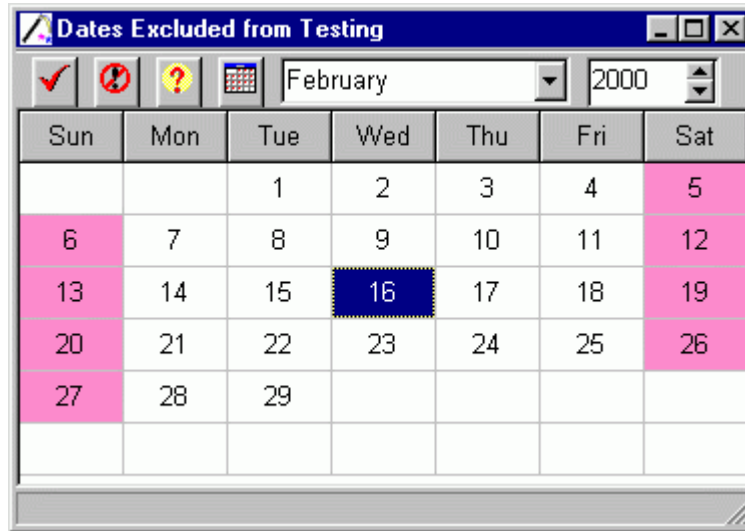 Dates Excluded from Testing
February 2000
Sun Mon Tue Wed Thu Fri Sat
1 2 3 4 5
6 7 8 9 10 11 12
13 14 15 16 17 18 19
20 21 22 23 24 25 26
27 28 29